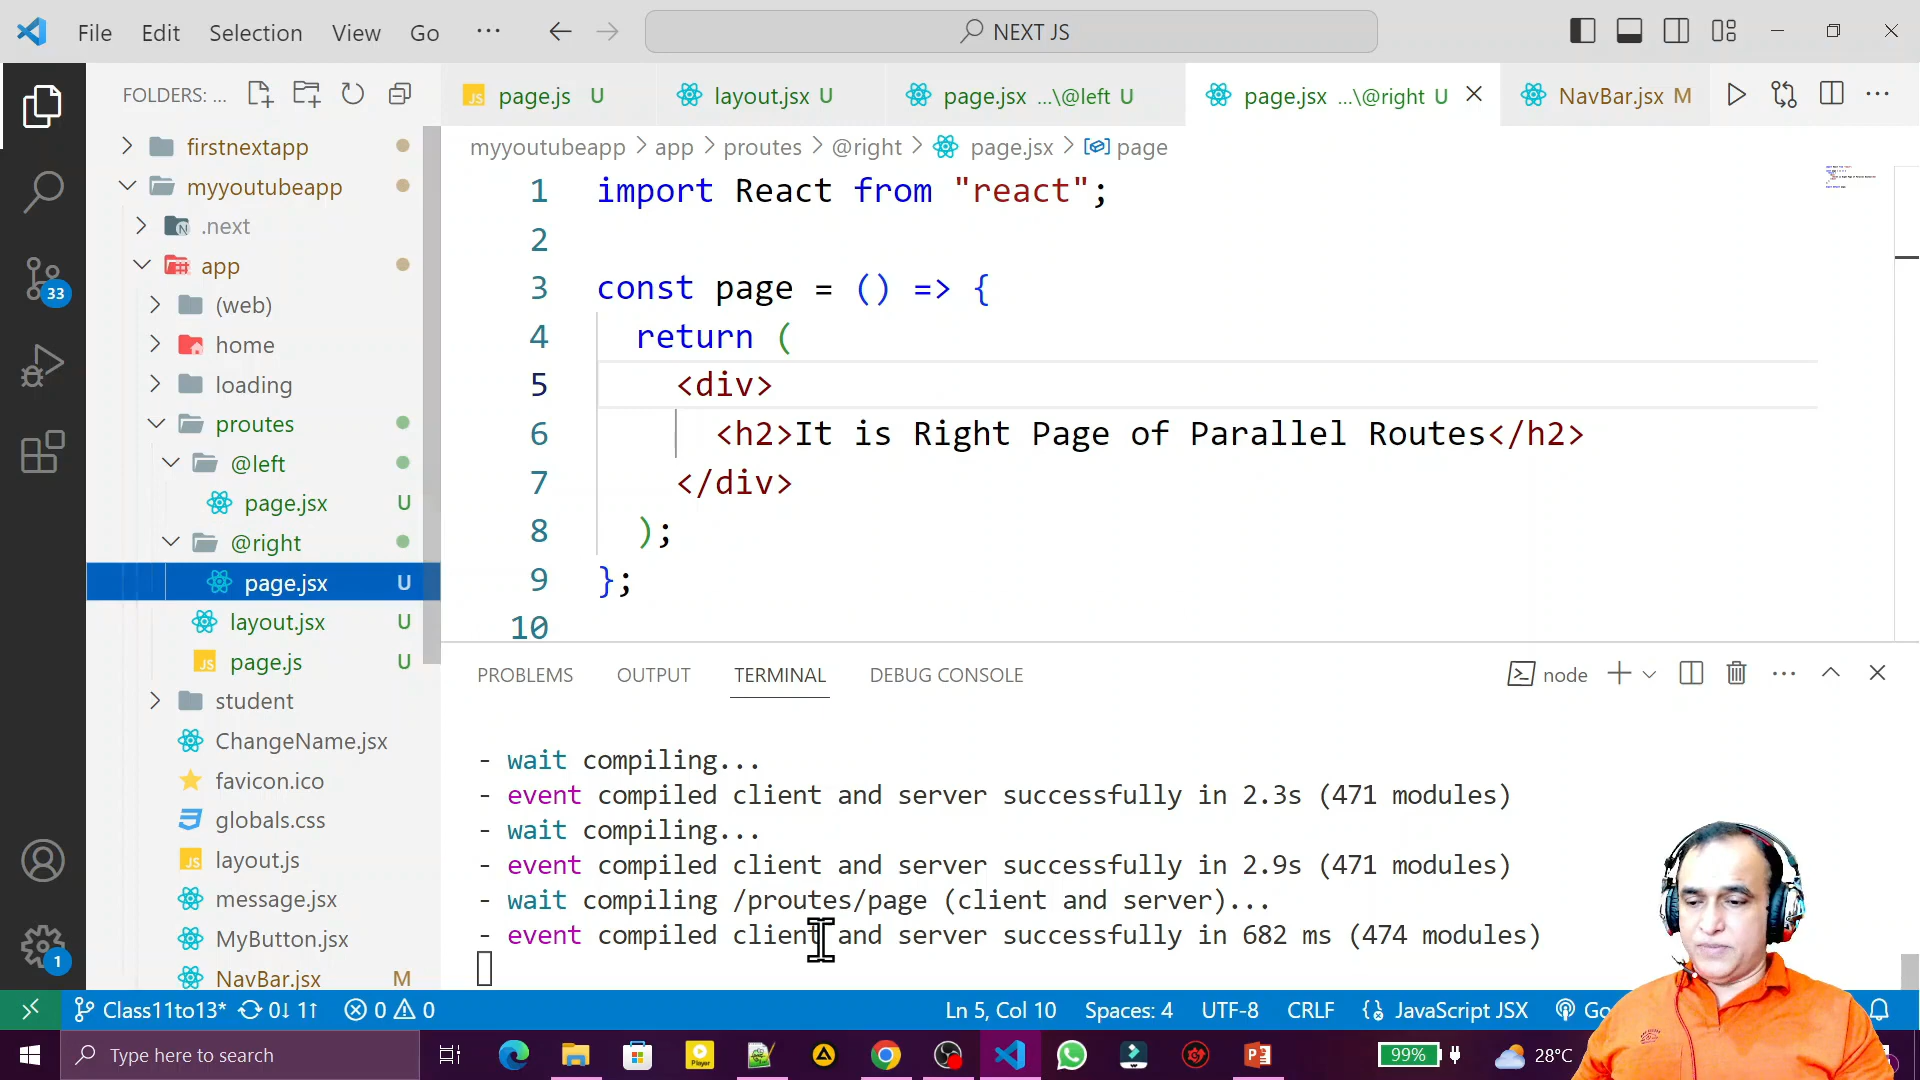 File Edit Selection View Go ... NEXT JS
FOLDERS: ...
page.js U layout.jsx U page.jsx ...\@left U page.jsx ...\@right U NavBar.jsx M
myyoutubeapp > app > proutes > @right > page.jsx > page
firstnextapp
myyoutubeapp
.next
app
(web)
home
loading
proutes
@left
page.jsx U
@right
page.jsx U
layout.jsx U
page.js U
student
ChangeName.jsx
favicon.ico
globals.css
layout.js
message.jsx
MyButton.jsx
NavBar.jsx M
33
1
1 import React from "react";
2
3 const page = () => {
4 return (
5 <div>
6 <h2>It is Right Page of Parallel Routes</h2>
7 </div>
8 );
9 };
10
PROBLEMS OUTPUT TERMINAL DEBUG CONSOLE node
- wait compiling...
- event compiled client and server successfully in 2.3s (471 modules)
- wait compiling...
- event compiled client and server successfully in 2.9s (471 modules)
- wait compiling /proutes/page (client and server)...
- event compiled client and server successfully in 682 ms (474 modules)
Class11to13* 0↓ 1↑ 0 0 Ln 5, Col 10 Spaces: 4 UTF-8 CRLF JavaScript JSX
Type here to search 99% 28°C